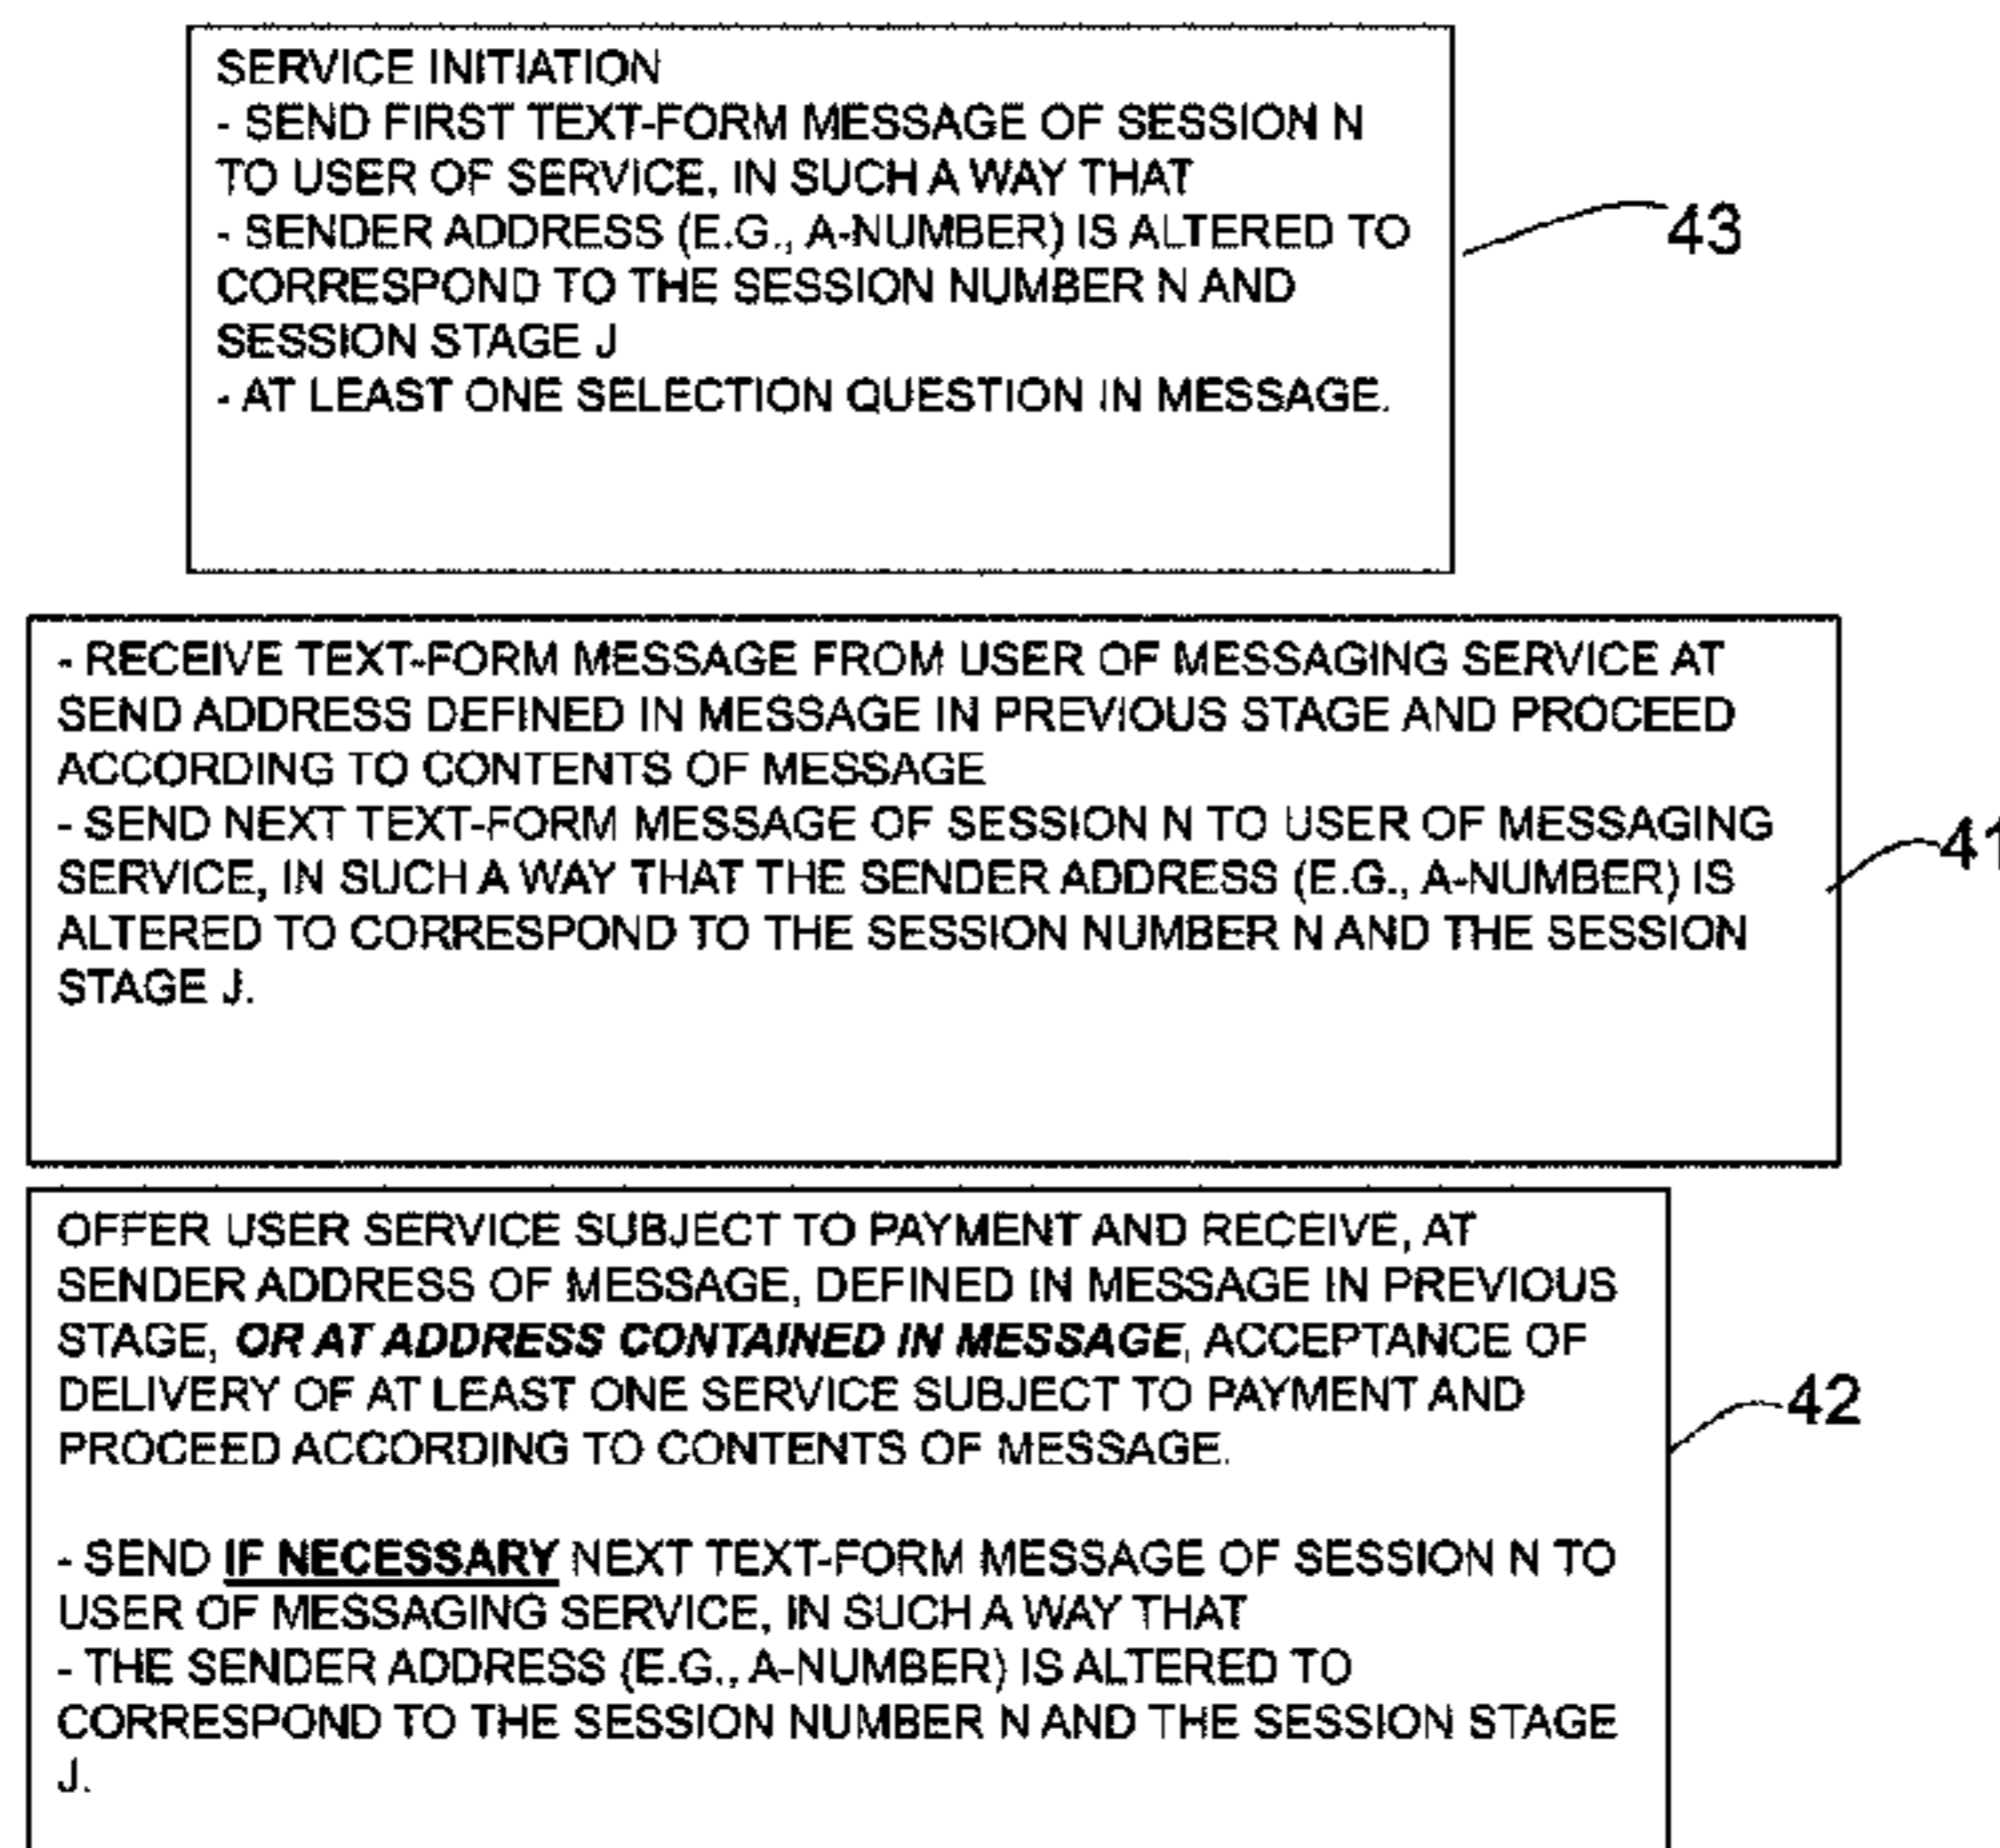 SERVICE INITIATION
- SEND FIRST TEXT-FORM MESSAGE OF SESSION N
TO USER OF SERVICE, IN SUCH A WAY THAT
- SENDER ADDRESS (E.G., A-NUMBER) IS ALTERED TO
CORRESPOND TO THE SESSION NUMBER N AND
SESSION STAGE J
- AT LEAST ONE SELECTION QUESTION IN MESSAGE.
43
- RECEIVE TEXT-FORM MESSAGE FROM USER OF MESSAGING SERVICE AT
SEND ADDRESS DEFINED IN MESSAGE IN PREVIOUS STAGE AND PROCEED
ACCORDING TO CONTENTS OF MESSAGE
- SEND NEXT TEXT-FORM MESSAGE OF SESSION N TO USER OF MESSAGING
SERVICE, IN SUCH A WAY THAT THE SENDER ADDRESS (E.G., A-NUMBER) IS
ALTERED TO CORRESPOND TO THE SESSION NUMBER N AND THE SESSION
STAGE J.
41
OFFER USER SERVICE SUBJECT TO PAYMENT AND RECEIVE, AT
SENDER ADDRESS OF MESSAGE, DEFINED IN MESSAGE IN PREVIOUS
STAGE, OR AT ADDRESS CONTAINED IN MESSAGE, ACCEPTANCE OF
DELIVERY OF AT LEAST ONE SERVICE SUBJECT TO PAYMENT AND
PROCEED ACCORDING TO CONTENTS OF MESSAGE.
- SEND IF NECESSARY NEXT TEXT-FORM MESSAGE OF SESSION N TO
USER OF MESSAGING SERVICE, IN SUCH A WAY THAT
- THE SENDER ADDRESS (E.G., A-NUMBER) IS ALTERED TO
CORRESPOND TO THE SESSION NUMBER N AND THE SESSION STAGE
J.
42